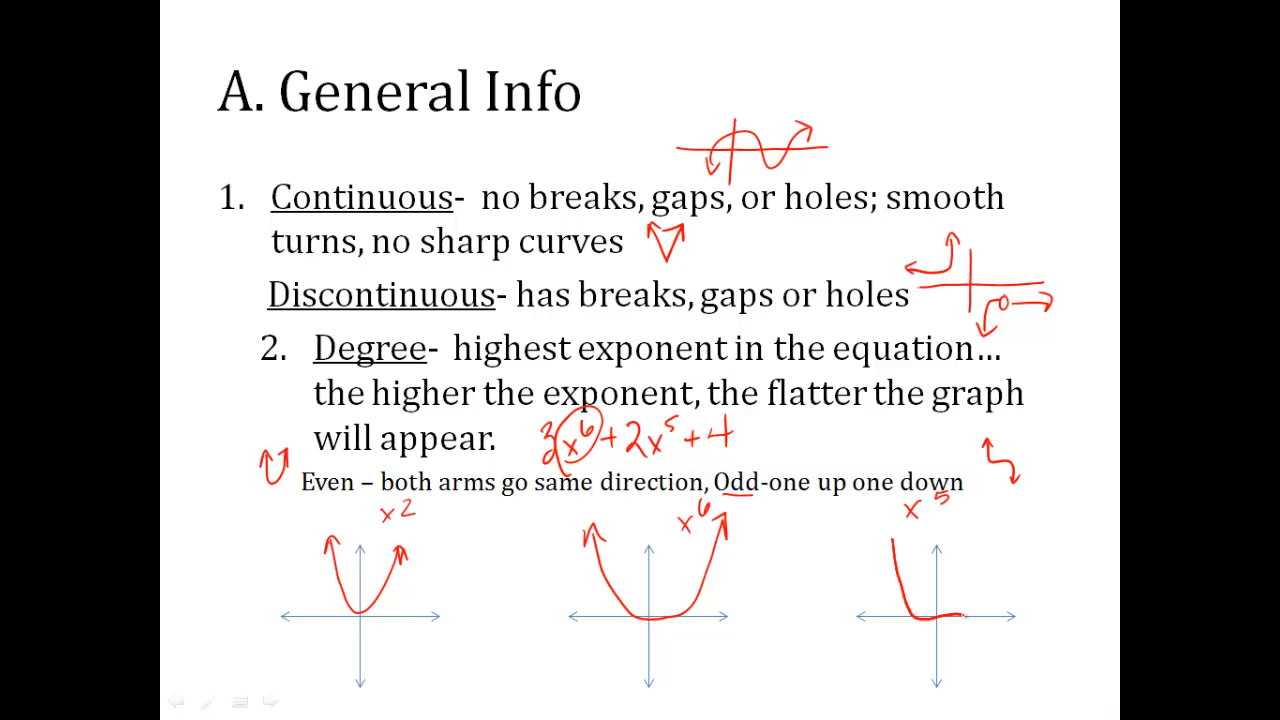 A. General Info
1. Continuous- no breaks, gaps, or holes; smooth
turns, no sharp curves
Discontinuous- has breaks, gaps or holes
2. Degree- highest exponent in the equation...
the higher the exponent, the flatter the graph
will appear. 3x⁶+2x⁵+4
Even – both arms go same direction, Odd-one up one down
x2 x⁶ x⁵